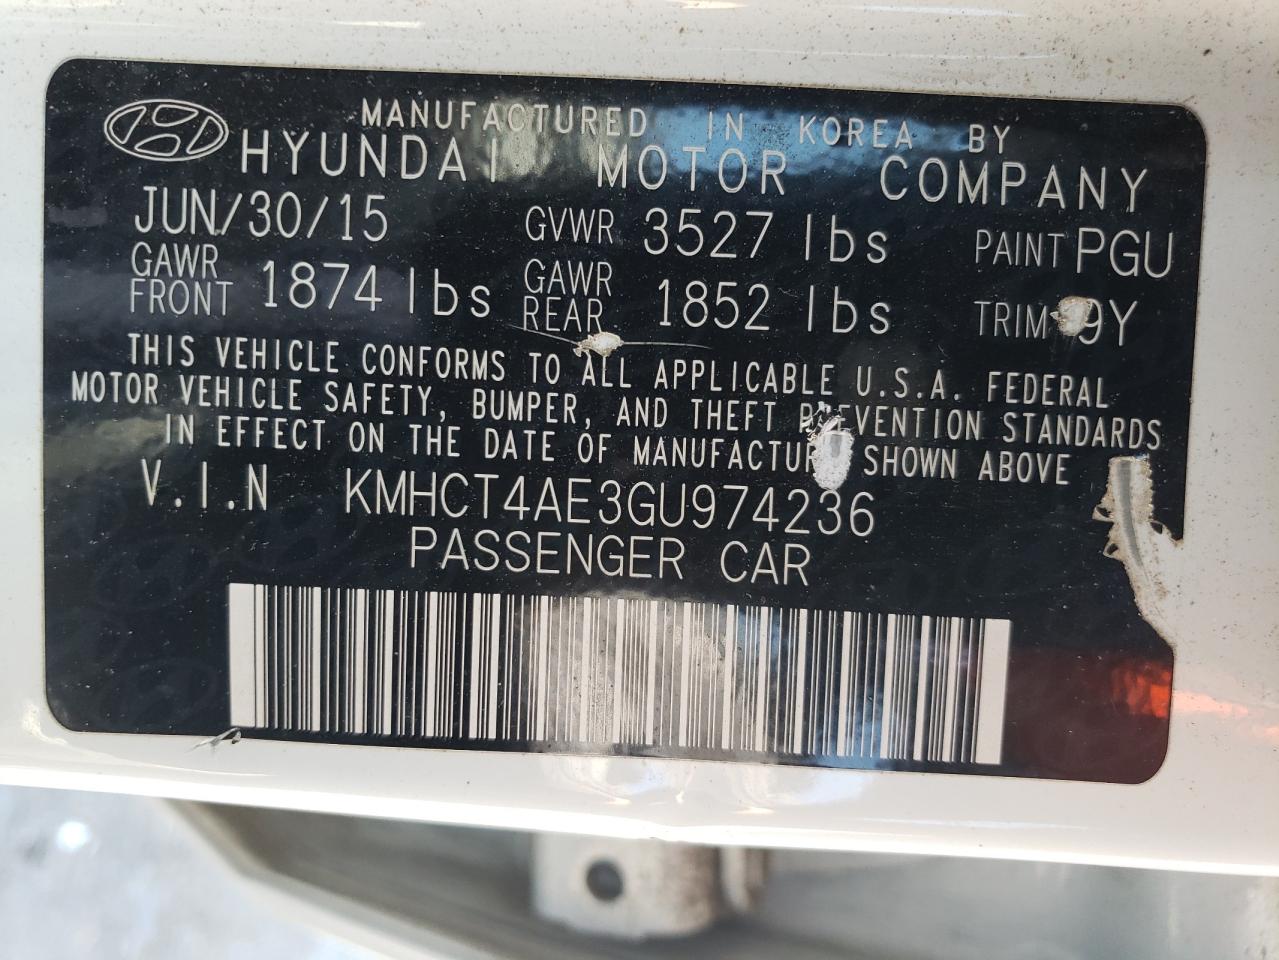 MANUFACTURED IN KOREA BY
HYUNDAI MOTOR COMPANY
JUN/30/15 GVWR 3527 lbs PAINT PGU
GAWR FRONT 1874 lbs GAWR REAR 1852 lbs TRIM 9Y
THIS VEHICLE CONFORMS TO ALL APPLICABLE U.S.A. FEDERAL
MOTOR VEHICLE SAFETY, BUMPER, AND THEFT PREVENTION STANDARDS
IN EFFECT ON THE DATE OF MANUFACTURE SHOWN ABOVE
V.I.N KMHCT4AE3GU974236
PASSENGER CAR